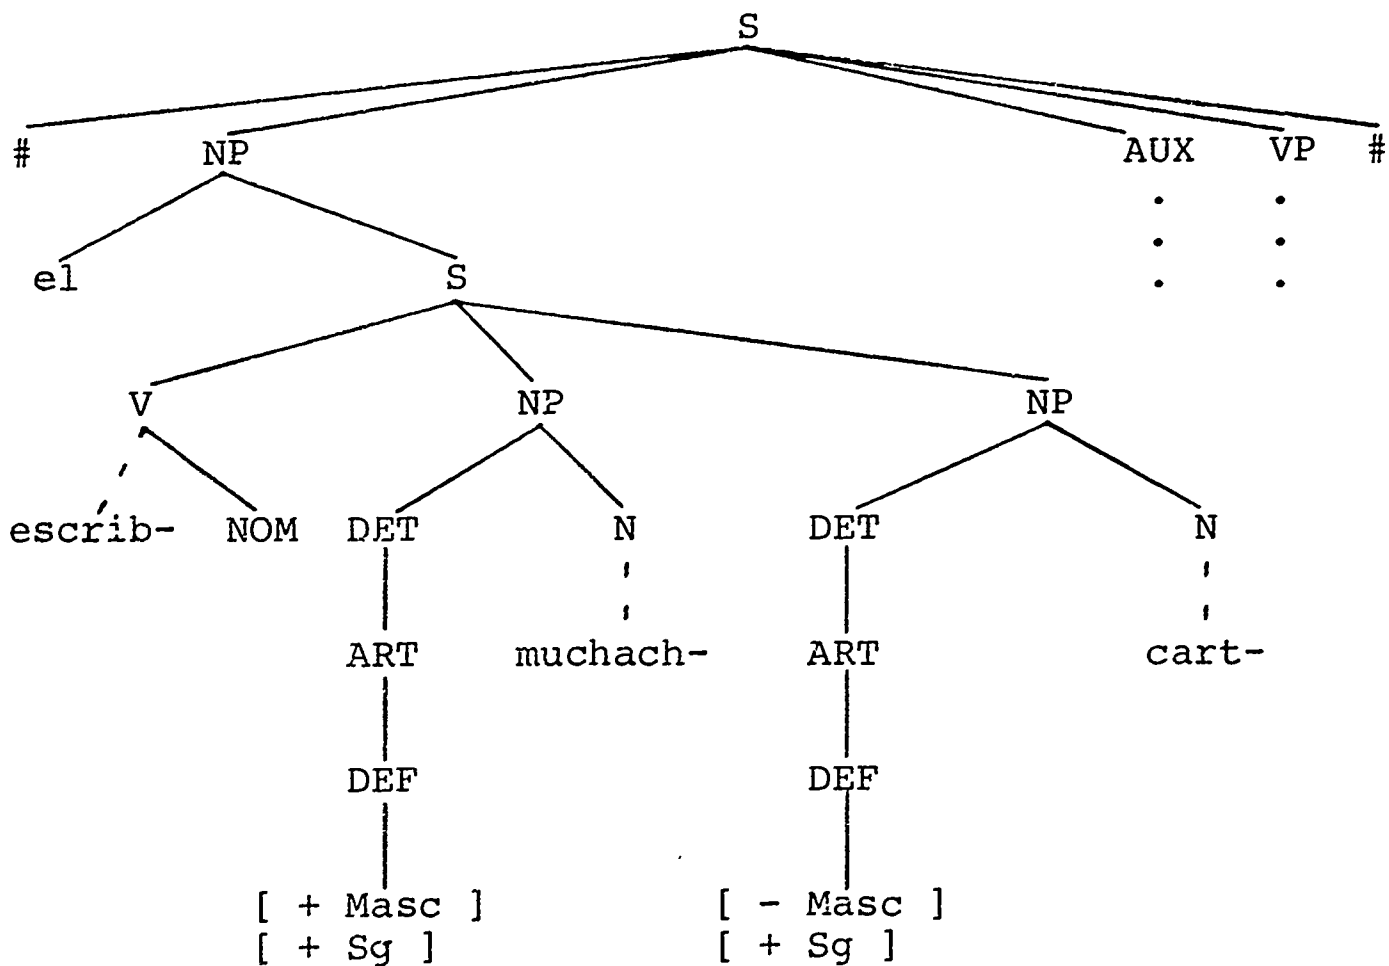 S
# NP AUX VP #
el S
V NP NP
escrib- NOM DET N DET N
ART muchach- ART cart-
DEF DEF
[ + Masc ] [ - Masc ]
[ + Sg ] [ + Sg ]